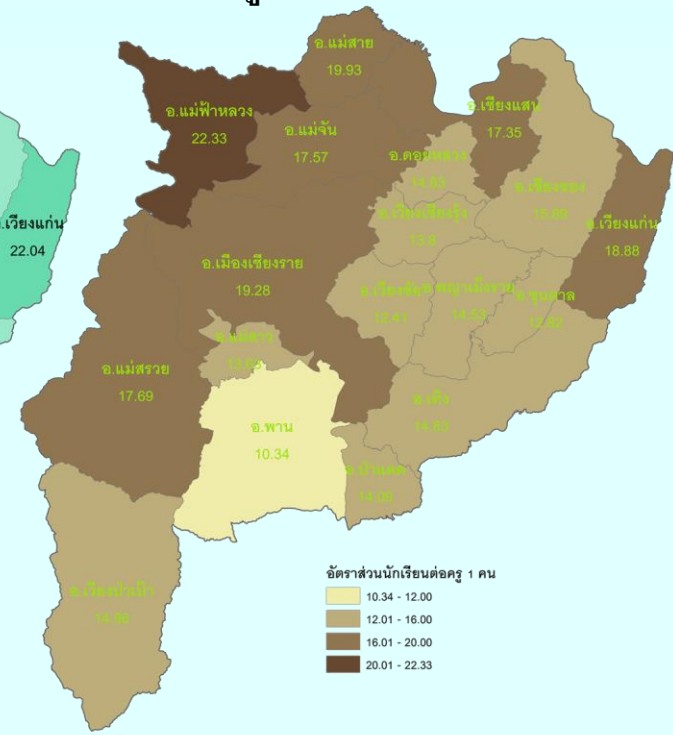 อ.แม่สาย
19.93
อ.แม่ฟ้าหลวง
22.33
อ.เชียงแสน
17.35
อ.แม่จัน
17.57
อ.ดอยหลวง
14.63
อ.เชียงของ
15.69
อ.เวียงแก่น
22.04
อ.เวียงเชียงรุ้ง
13.6
อ.เวียงแก่น
18.88
อ.เมืองเชียงราย
19.28
อ.เวียงชัย
12.41
อ.พญาเม็งราย
14.53
อ.ขุนตาล
12.82
อ.แม่ลาว
อ.แม่สรวย
17.69
อ.เทิง
14.65
อ.พาน
10.34
อ.ป่าแดด
14.09
อ.เวียงป่าเป้า
14.96
อัตราส่วนนักเรียนต่อครู 1 คน
10.34 - 12.00
12.01 - 16.00
16.01 - 20.00
20.01 - 22.33